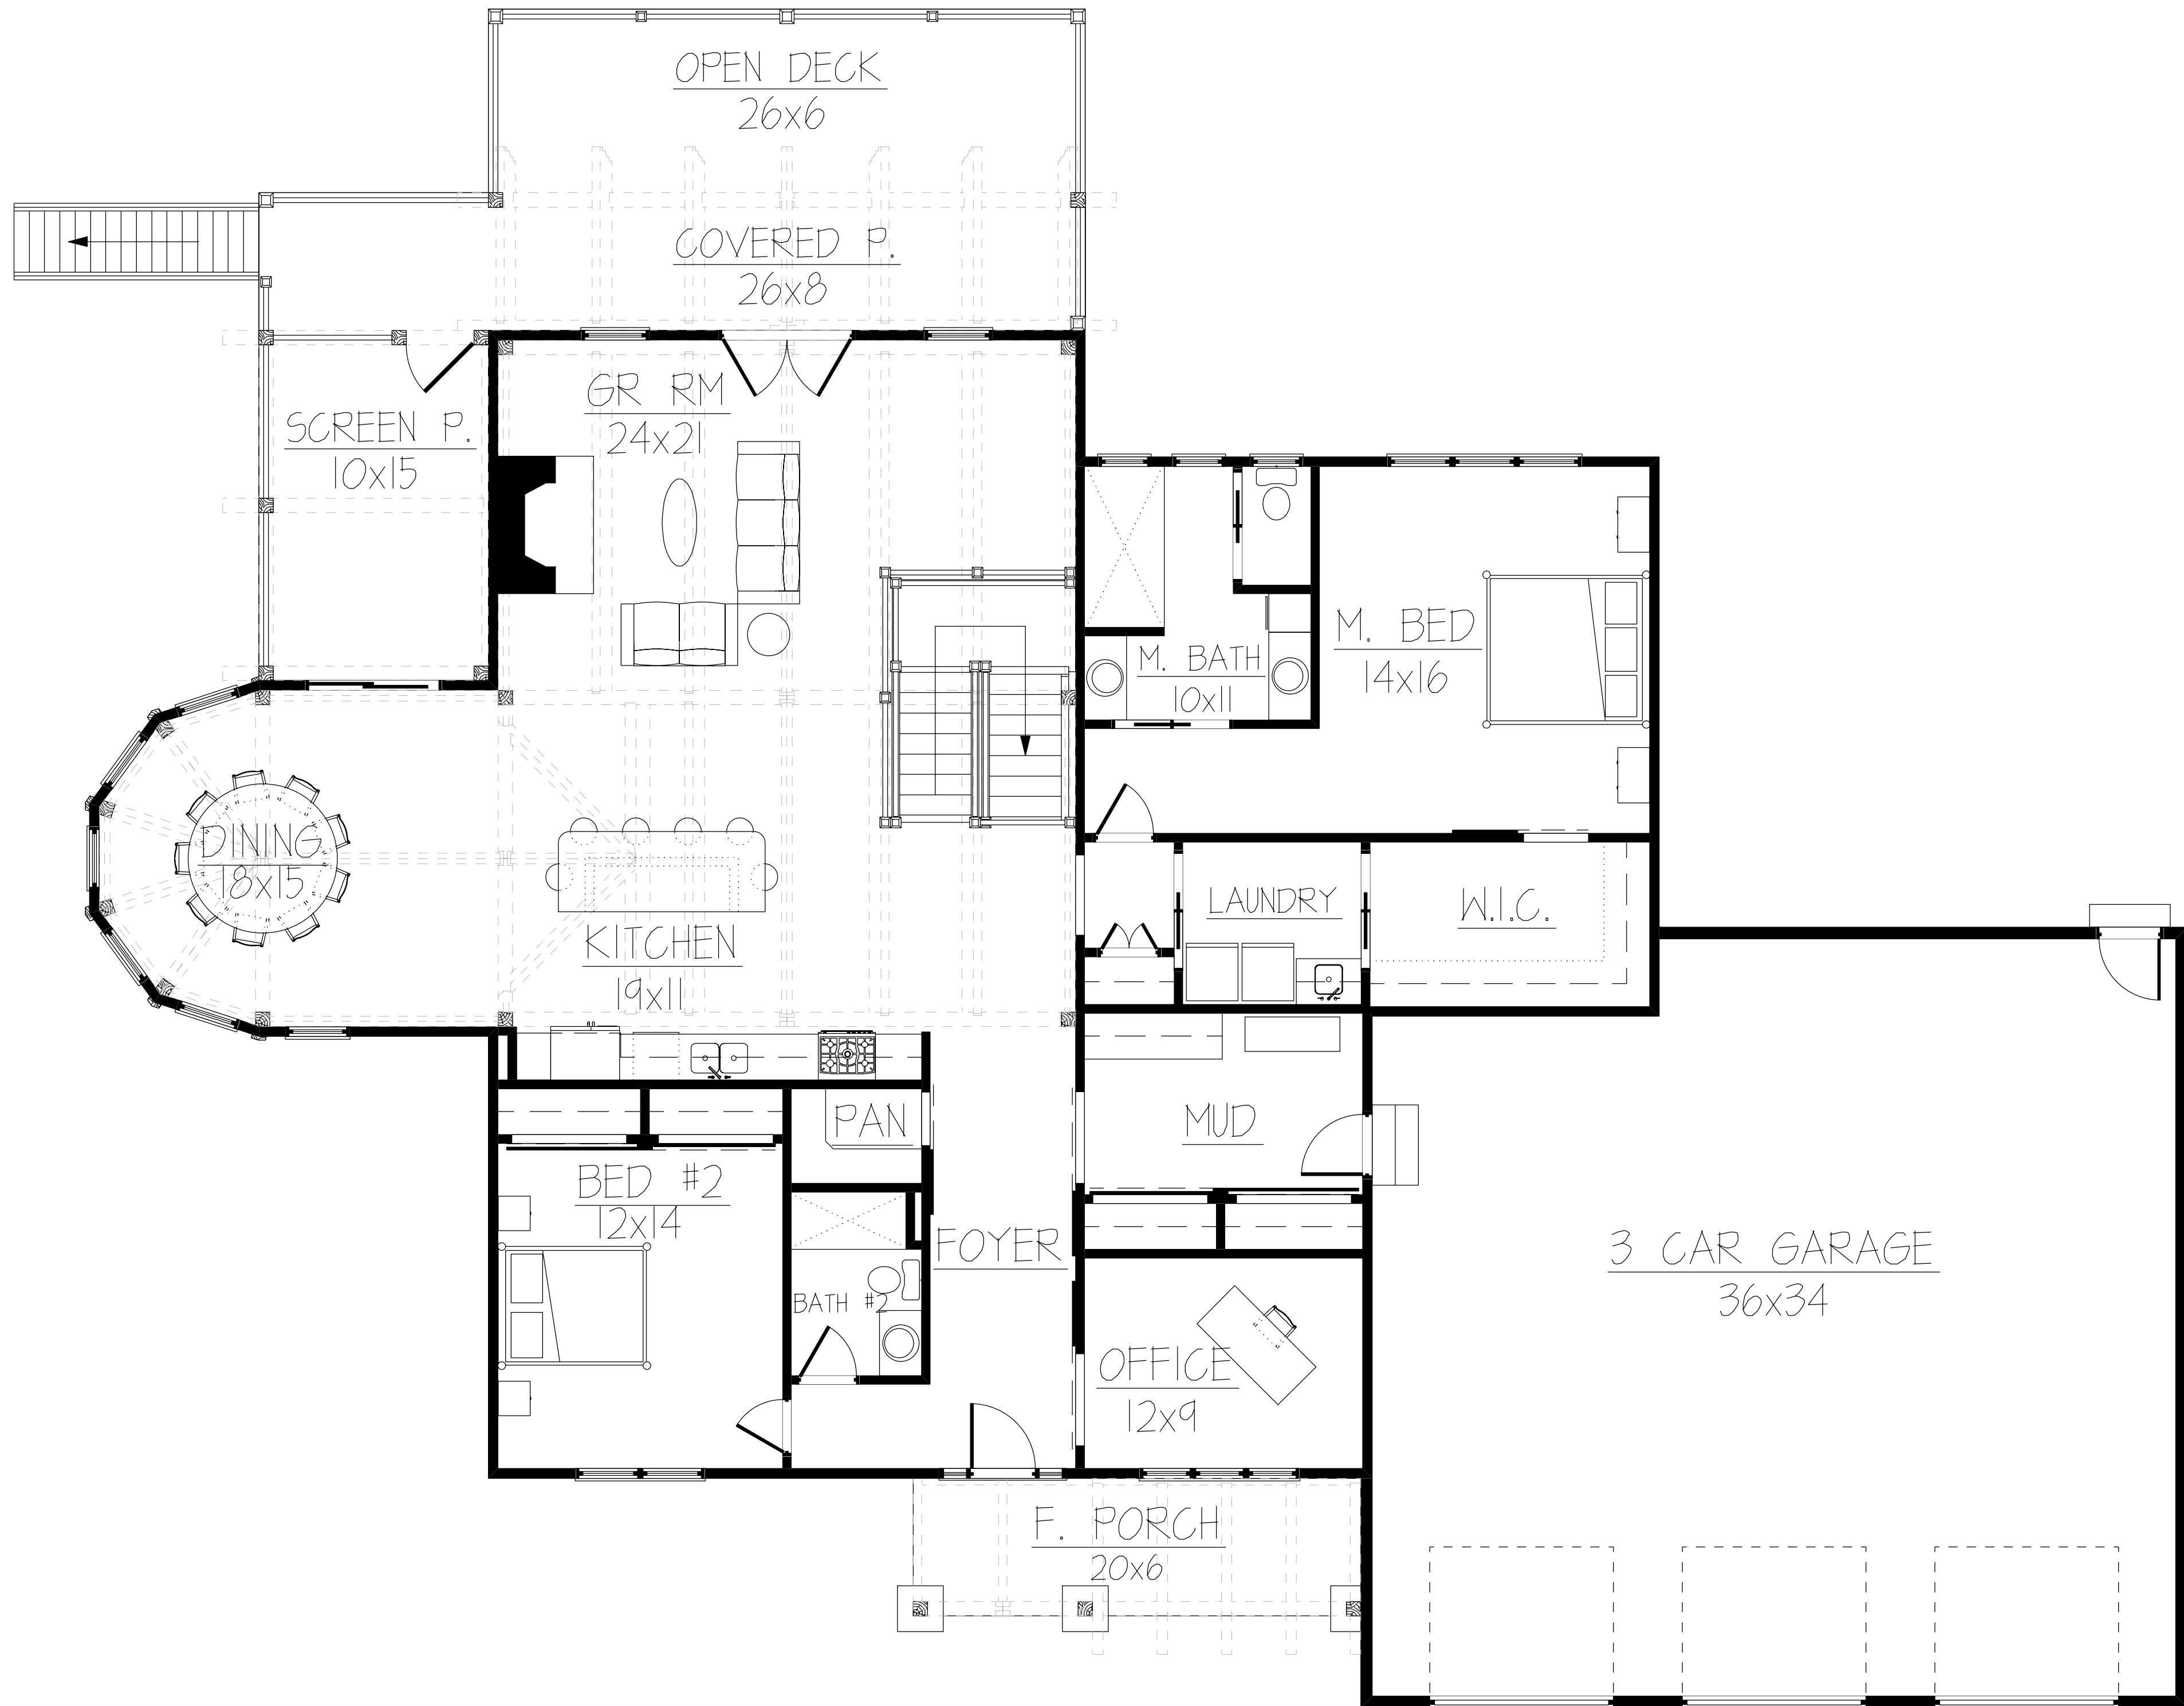 OPEN DECK
26x6
COVERED P.
26x8
GR RM
24x21
SCREEN P.
10x15
M. BED
14x16
M. BATH
10x11
DINING
18x15
LAUNDRY
W.I.C.
KITCHEN
19x11
PAN
MUD
BED #2
12x14
FOYER
3 CAR GARAGE
36x34
BATH #2
OFFICE
12x9
F. PORCH
20x6